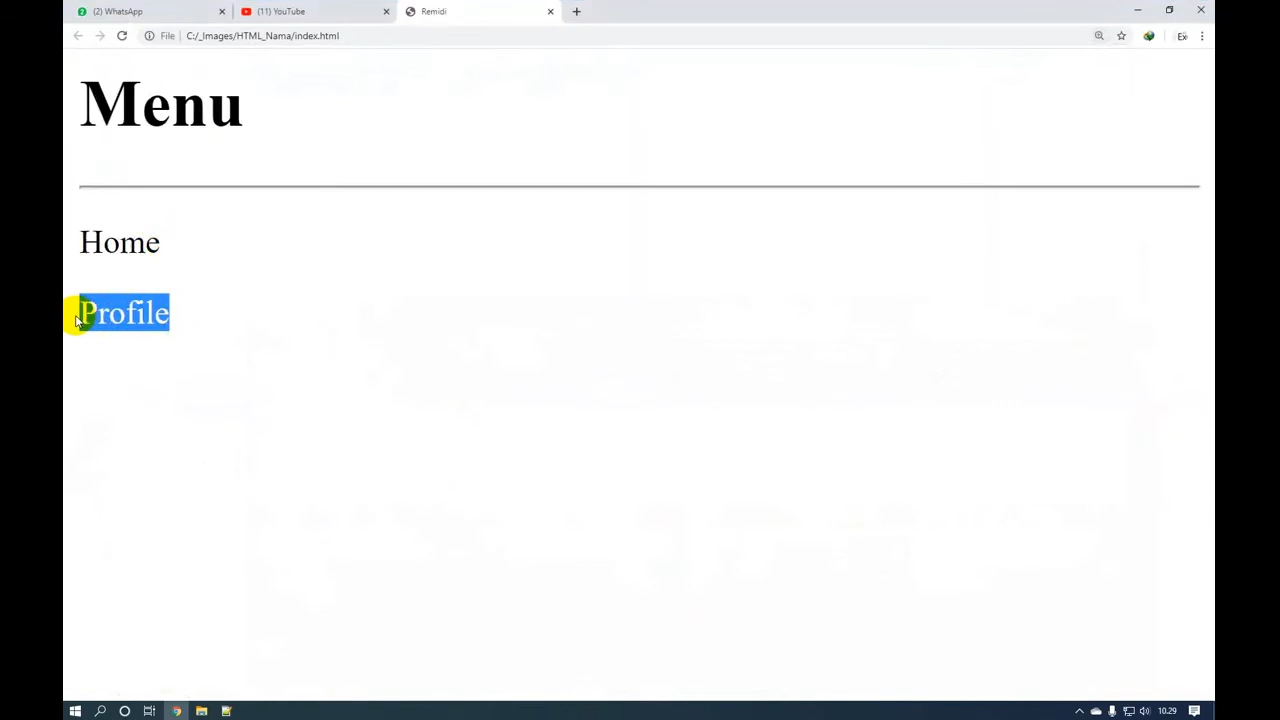 (2) WhatsApp
(11) YouTube
Remidi
File
C:/_Images/HTML_Nama/index.html
Menu
Home
Profile
10.29